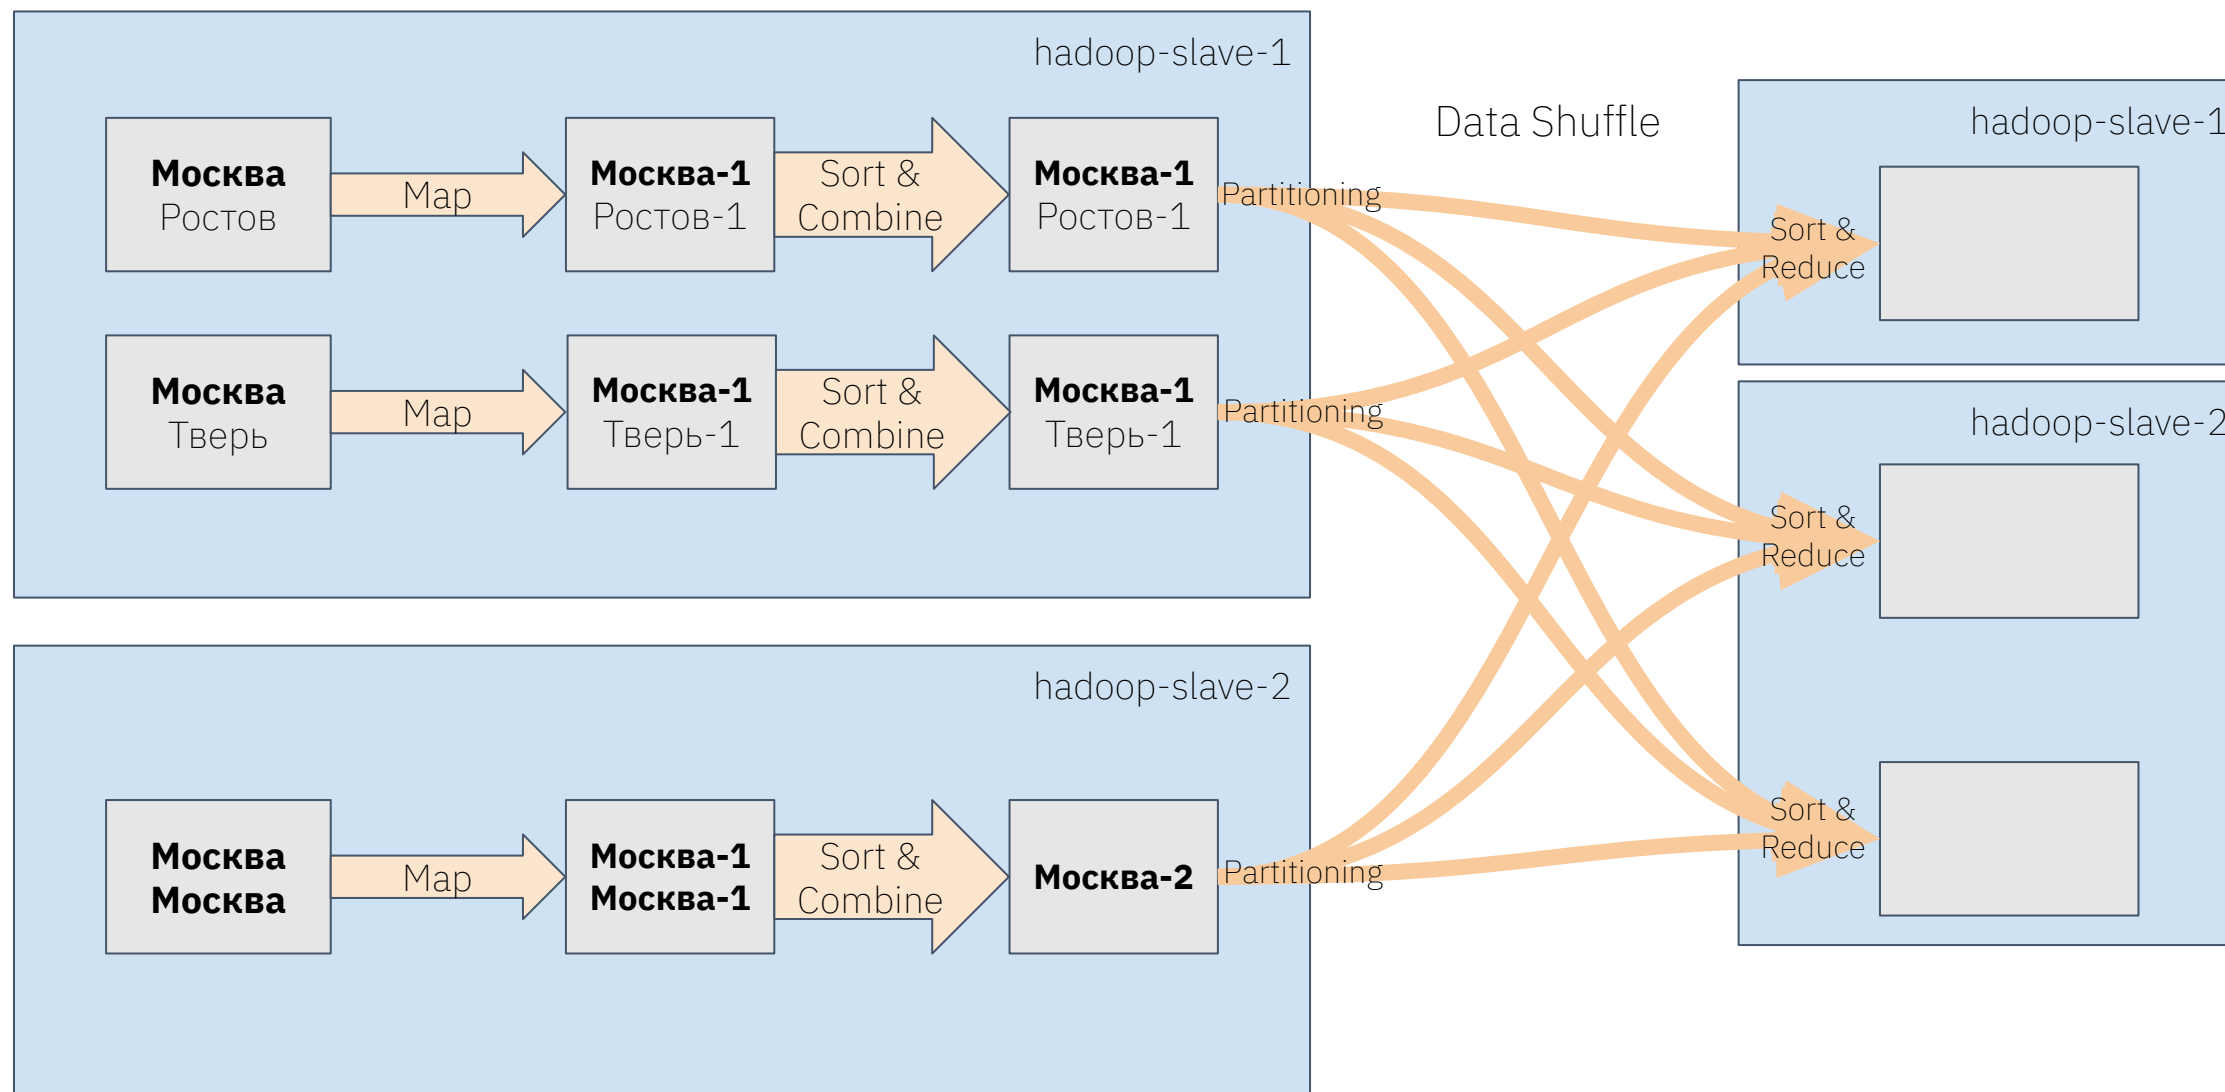 hadoop-slave-1
Москва
Ростов
Map
Москва-1
Ростов-1
Sort &
Combine
Москва-1
Ростов-1
Partitioning
Москва
Тверь
Map
Москва-1
Тверь-1
Sort &
Combine
Москва-1
Тверь-1
Partitioning
hadoop-slave-2
Москва
Москва
Map
Москва-1
Москва-1
Sort &
Combine
Москва-2
Partitioning
Data Shuffle
hadoop-slave-1
Sort &
Reduce
hadoop-slave-2
Sort &
Reduce
Sort &
Reduce